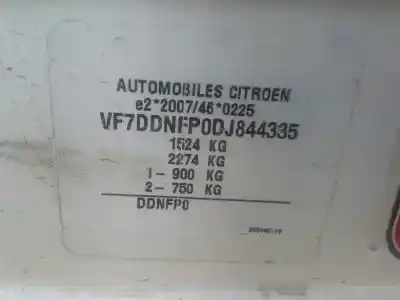 AUTOMOBILES CITROEN
e2*2007/46*0225
VF7DDNFP0DJ844335
1524 KG
2274 KG
1- 900 KG
2- 750 KG
DDNFP0